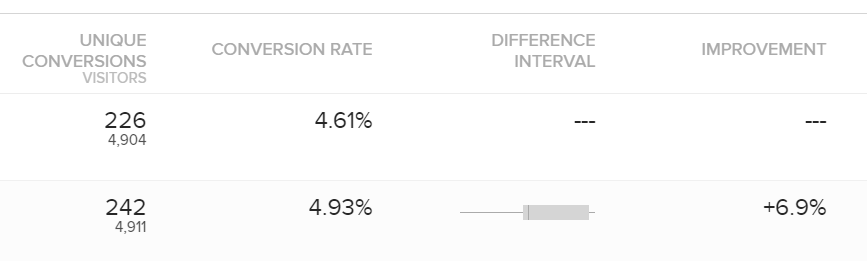 UNIQUE CONVERSIONS VISITORS
CONVERSION RATE
DIFFERENCE INTERVAL
IMPROVEMENT
226
4,904
4.61%
---
---
242
4,911
4.93%
+6.9%